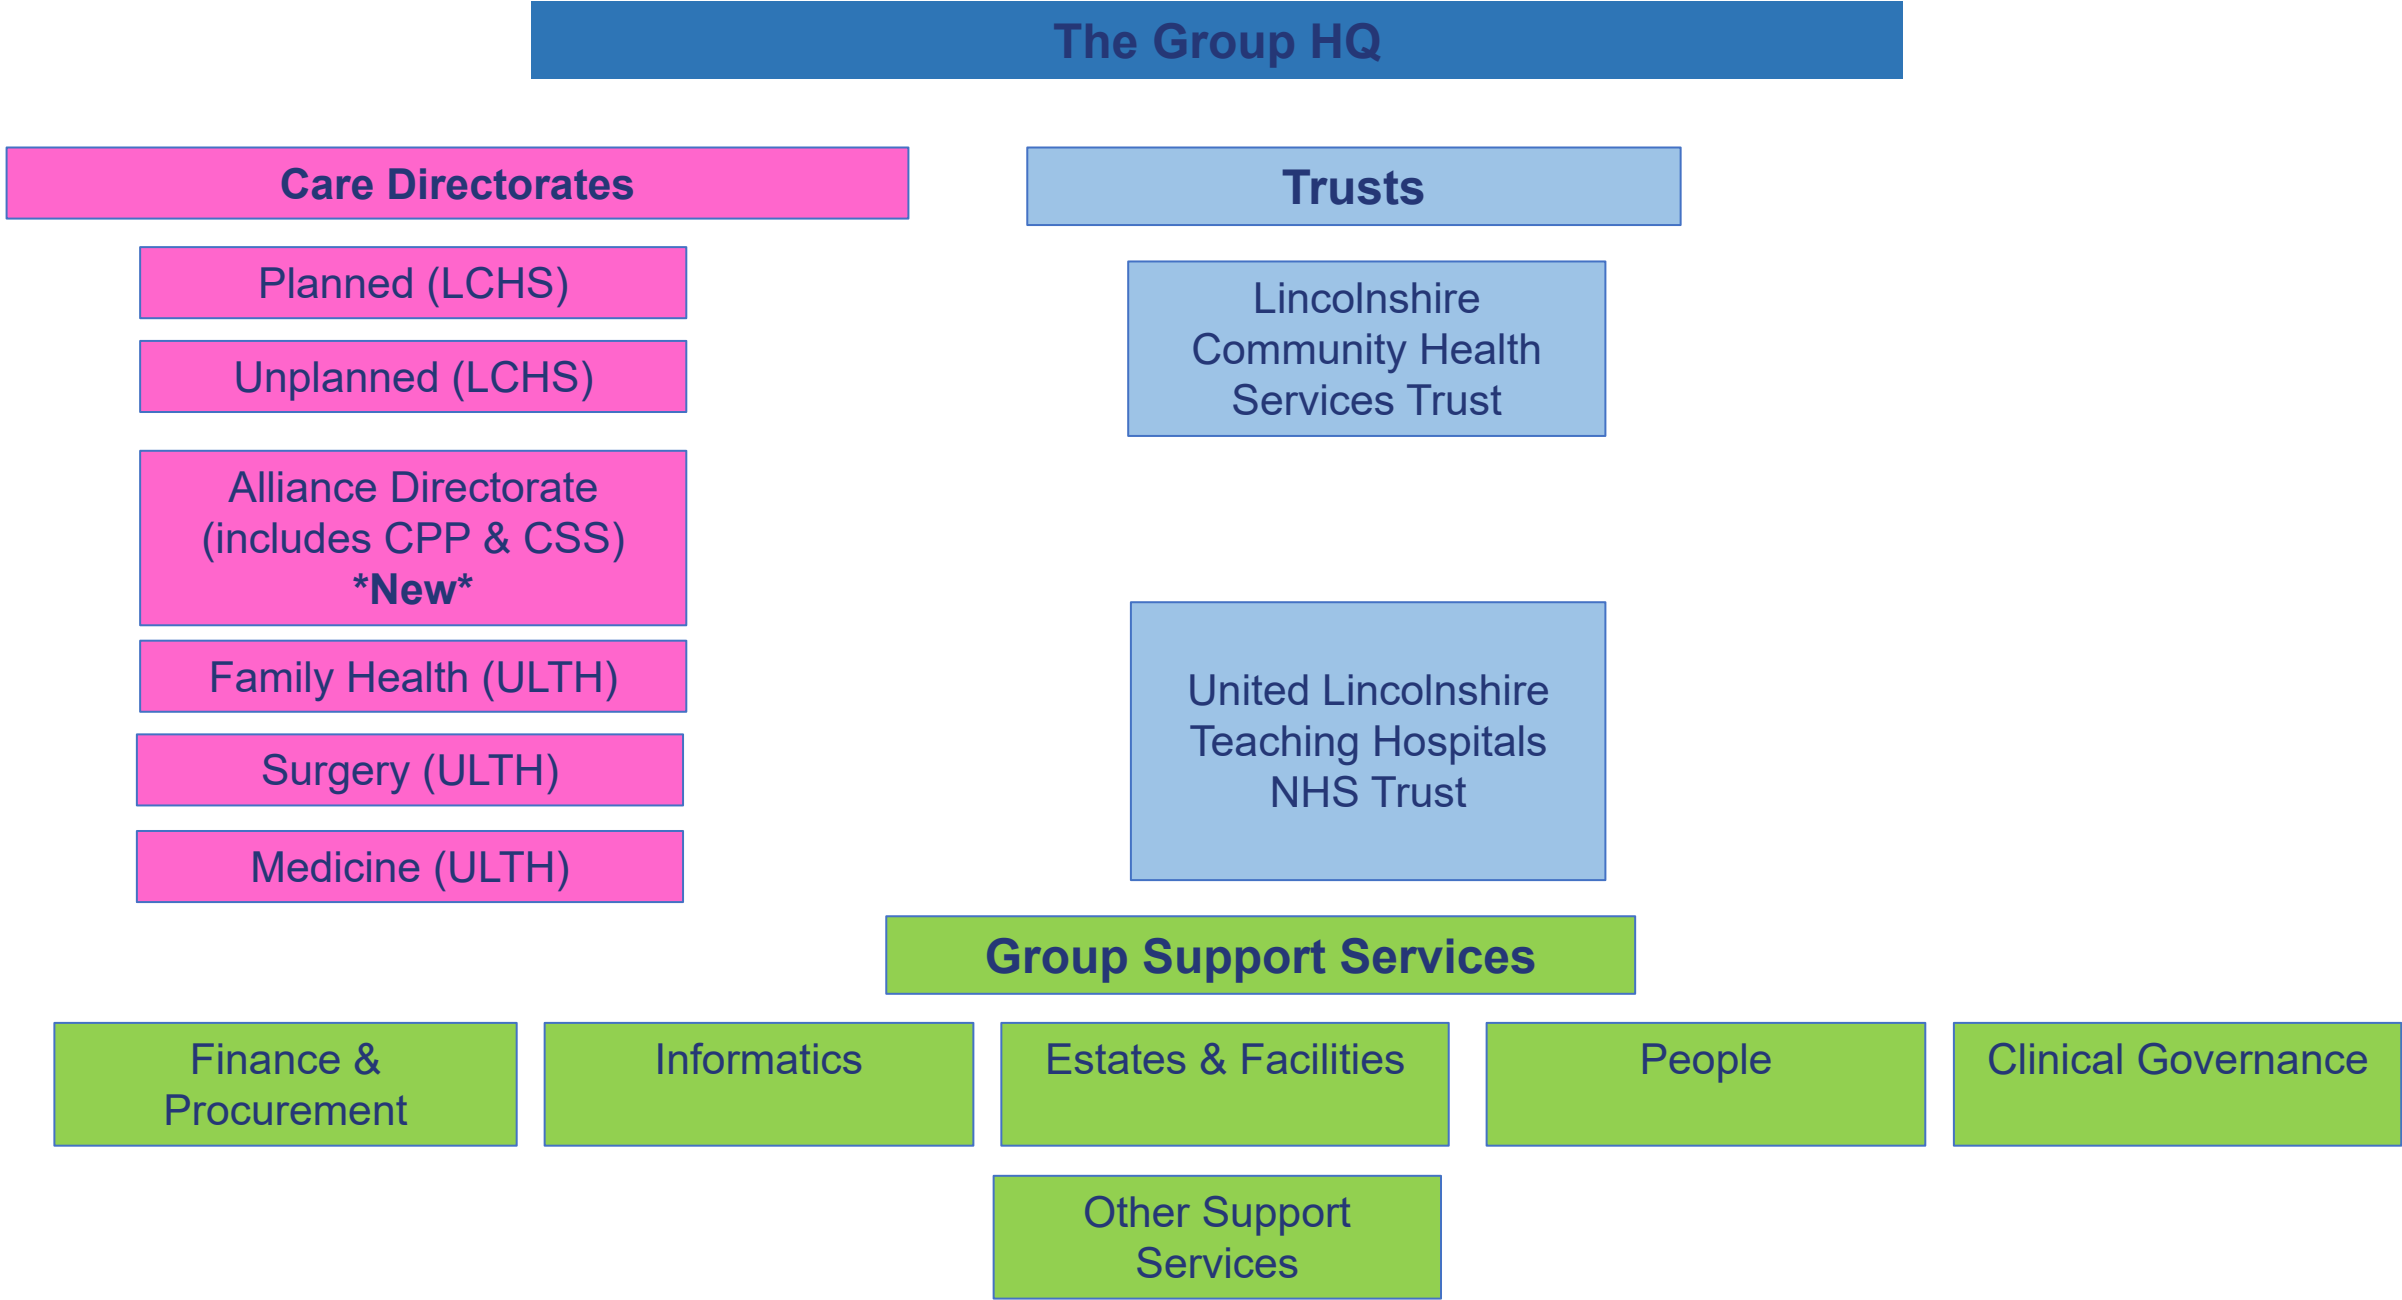 The Group HQ
Care Directorates
Planned (LCHS)
Unplanned (LCHS)
Alliance Directorate
(includes CPP & CSS)
*New*
Family Health (ULTH)
Surgery (ULTH)
Medicine (ULTH)
Trusts
Lincolnshire
Community Health
Services Trust
United Lincolnshire
Teaching Hospitals
NHS Trust
Group Support Services
Finance &
Procurement
Informatics
Estates & Facilities
People
Clinical Governance
Other Support
Services